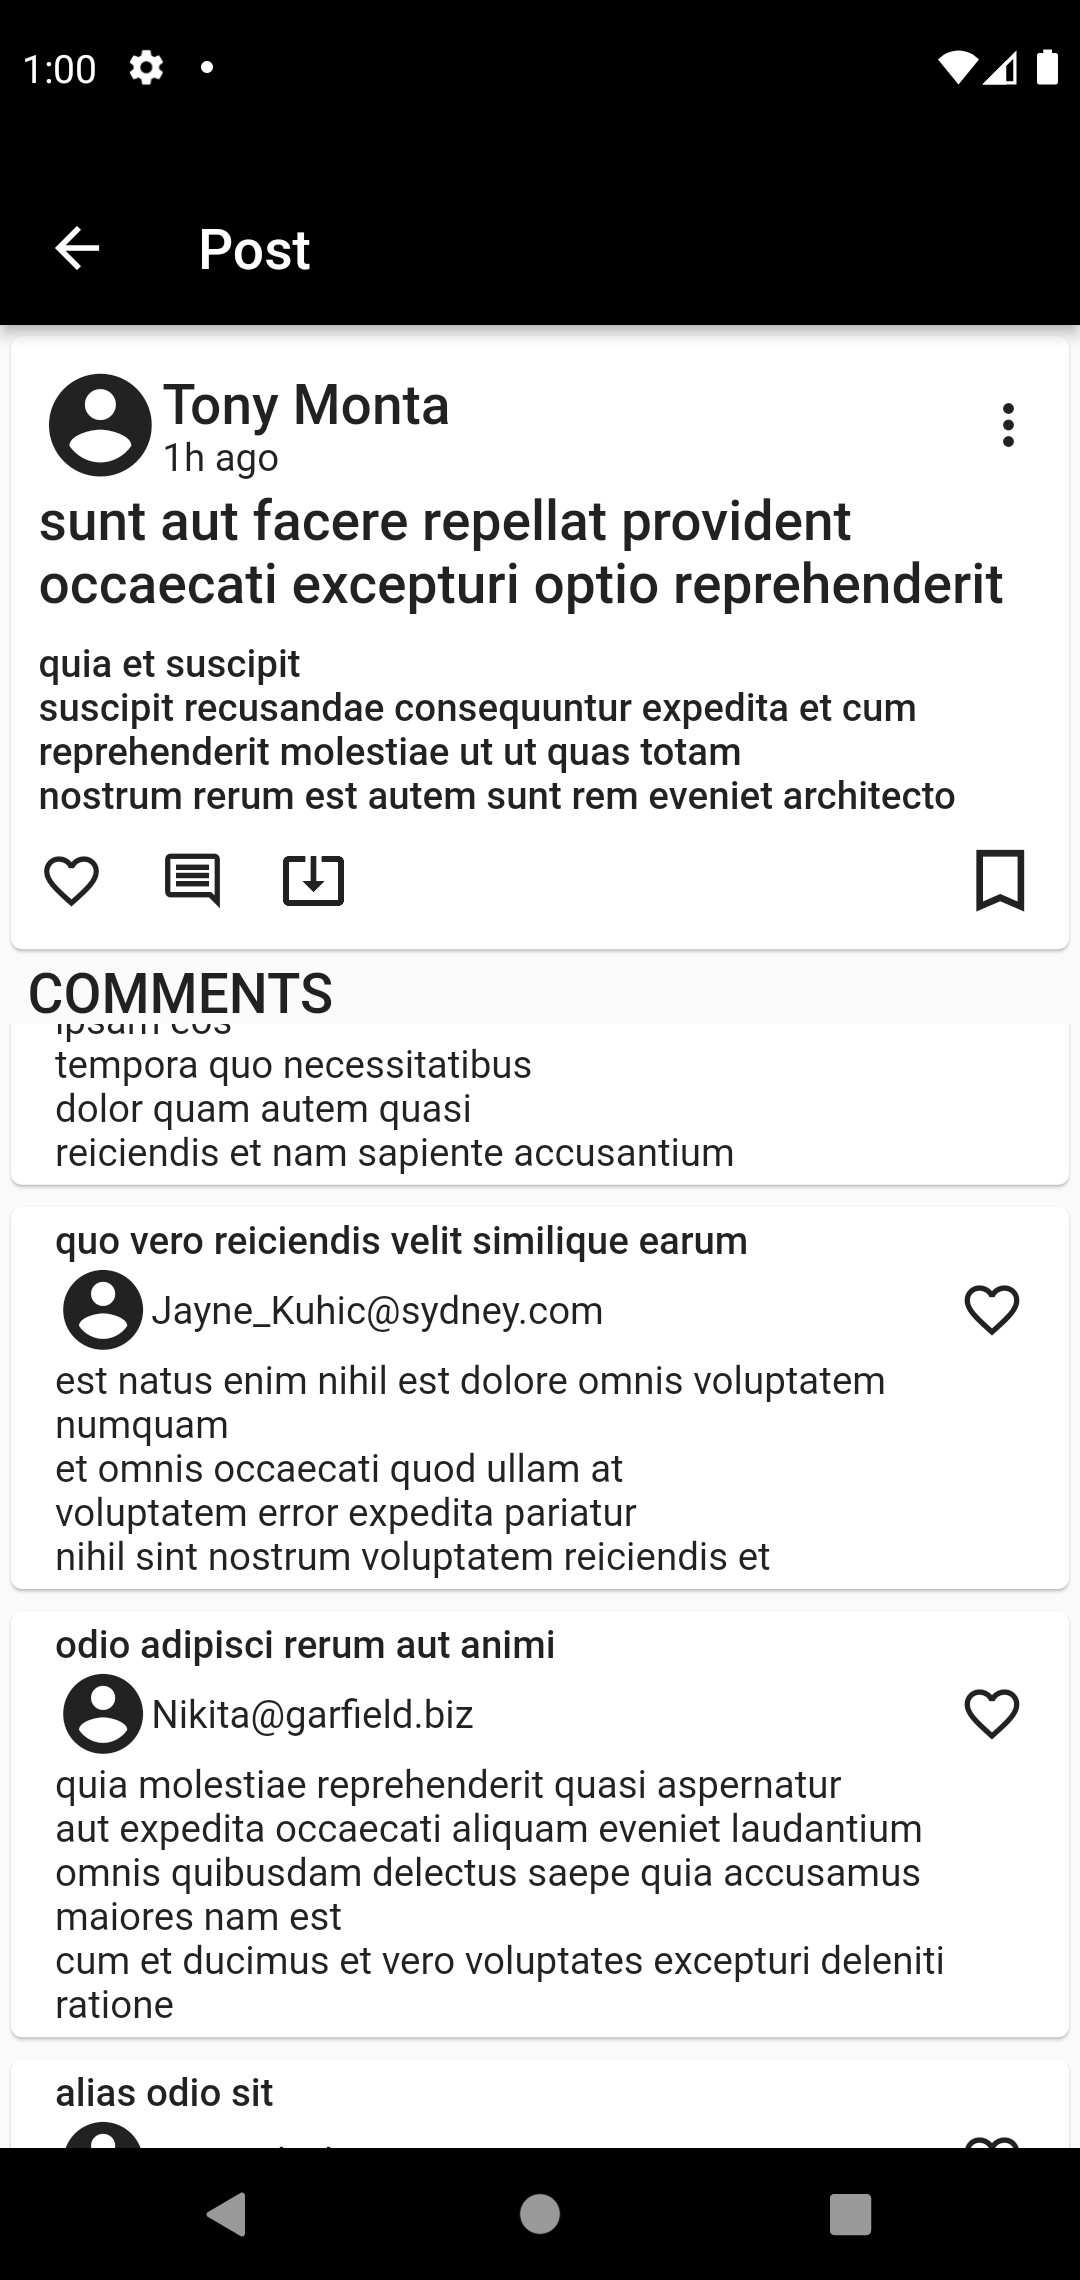 1:00
Post
Tony Monta
1h ago
sunt aut facere repellat provident
occaecati excepturi optio reprehenderit
quia et suscipit
suscipit recusandae consequuntur expedita et cum
reprehenderit molestiae ut ut quas totam
nostrum rerum est autem sunt rem eveniet architecto
COMMENTS
ipsam eos
tempora quo necessitatibus
dolor quam autem quasi
reiciendis et nam sapiente accusantium
quo vero reiciendis velit similique earum
Jayne_Kuhic@sydney.com
est natus enim nihil est dolore omnis voluptatem
numquam
et omnis occaecati quod ullam at
voluptatem error expedita pariatur
nihil sint nostrum voluptatem reiciendis et
odio adipisci rerum aut animi
Nikita@garfield.biz
quia molestiae reprehenderit quasi aspernatur
aut expedita occaecati aliquam eveniet laudantium
omnis quibusdam delectus saepe quia accusamus
maiores nam est
cum et ducimus et vero voluptates excepturi deleniti
ratione
alias odio sit